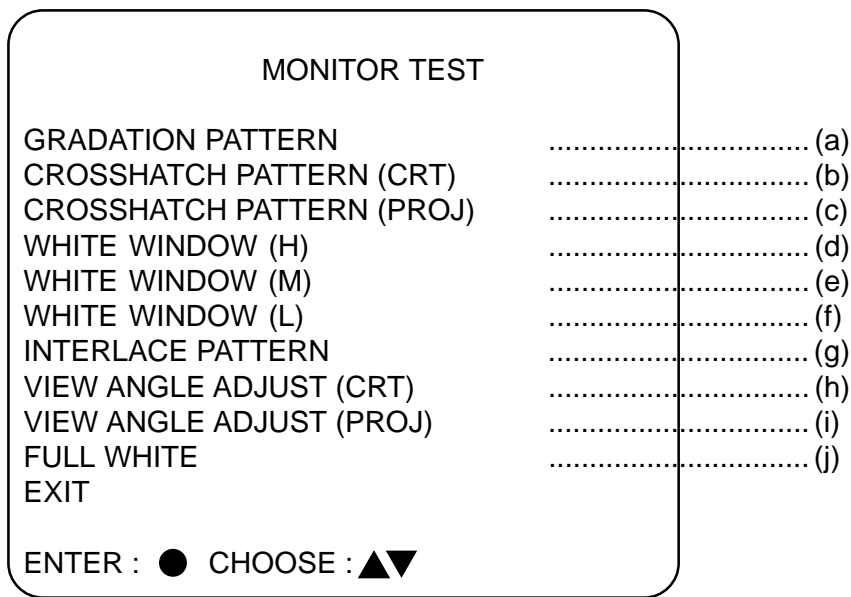 MONITOR TEST
GRADATION PATTERN ................................ (a)
CROSSHATCH PATTERN (CRT) ................................ (b)
CROSSHATCH PATTERN (PROJ) ................................ (c)
WHITE WINDOW (H) ................................ (d)
WHITE WINDOW (M) ................................ (e)
WHITE WINDOW (L) ................................ (f)
INTERLACE PATTERN ................................ (g)
VIEW ANGLE ADJUST (CRT) ................................ (h)
VIEW ANGLE ADJUST (PROJ) ................................ (i)
FULL WHITE ................................ (j)
EXIT
ENTER : ● CHOOSE : ▲▼